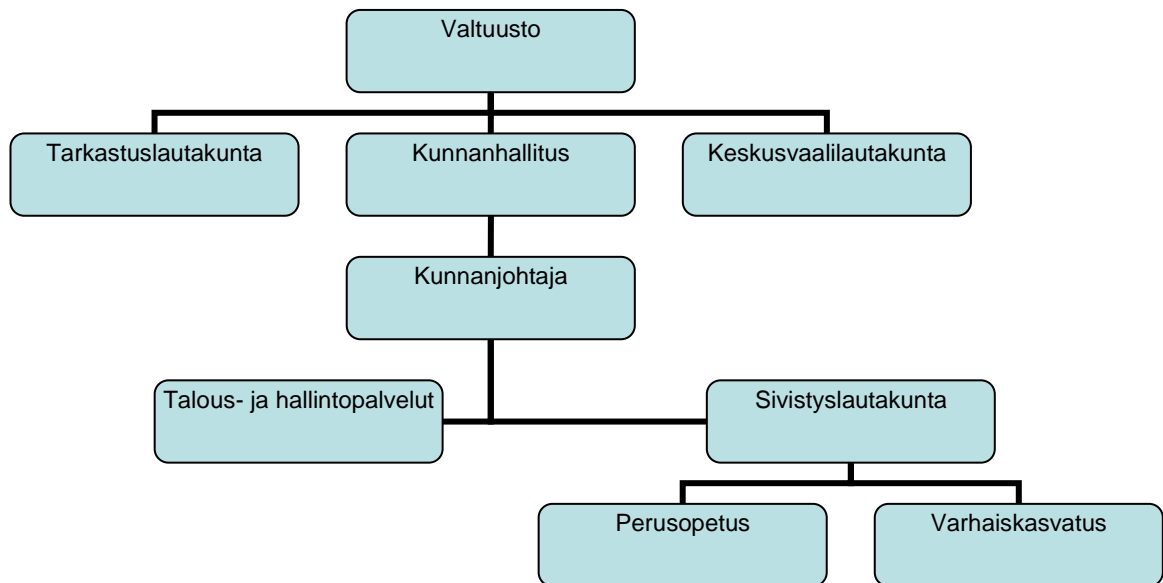 Valtuusto
Tarkastuslautakunta
Kunnanhallitus
Keskusvaalilautakunta
Kunnanjohtaja
Talous- ja hallintopalvelut
Sivistyslautakunta
Perusopetus
Varhaiskasvatus